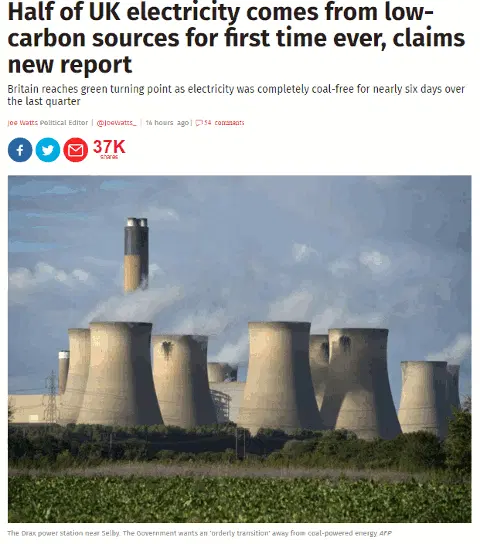 Half of UK electricity comes from low-
carbon sources for first time ever, claims
new report
Britain reaches green turning point as electricity was completely coal-free for nearly six days over
the last quarter
Joe Watts Political Editor | @JoeWatts_ | 14 hours ago | 54 comments
37K
shares
The Drax power station near Selby. The Government wants an 'orderly transition' away from coal-powered energy AFP